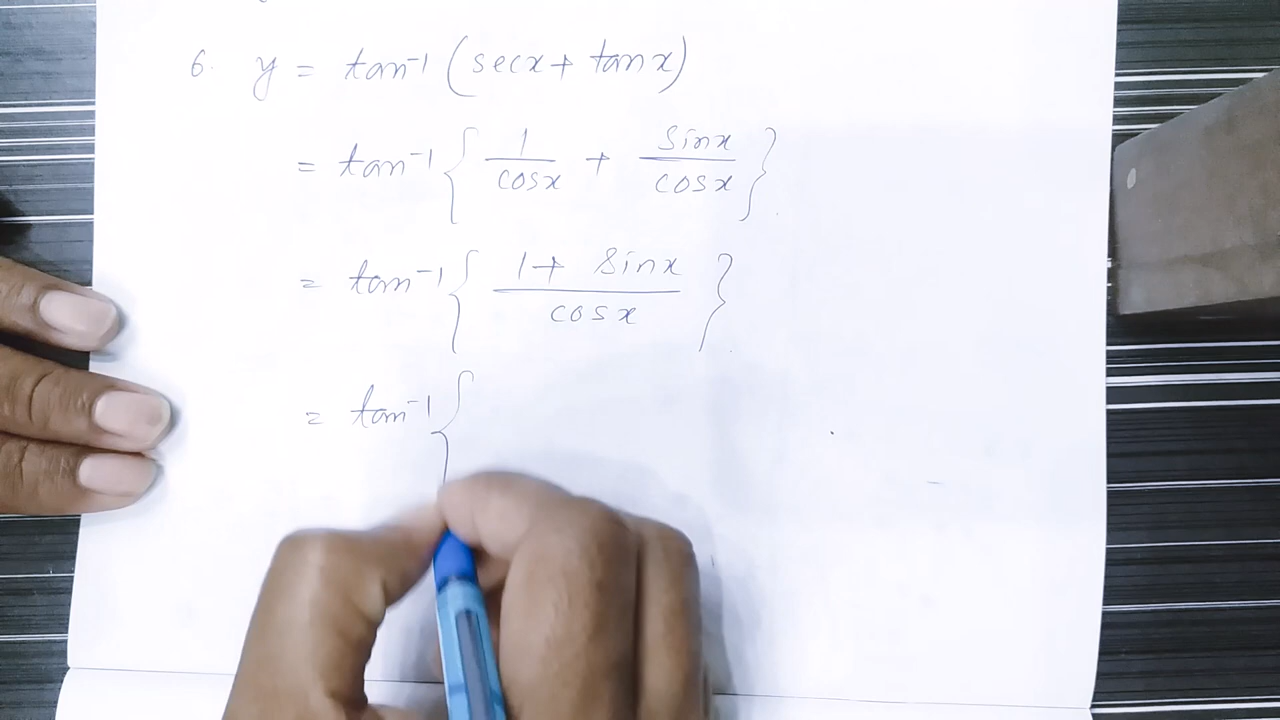 6. y = tan⁻¹ (secx + tanx)
= tan⁻¹ { 1/cosx + sinx/cosx }
= tan⁻¹ { 1 + sinx / cosx }
= tan⁻¹ {